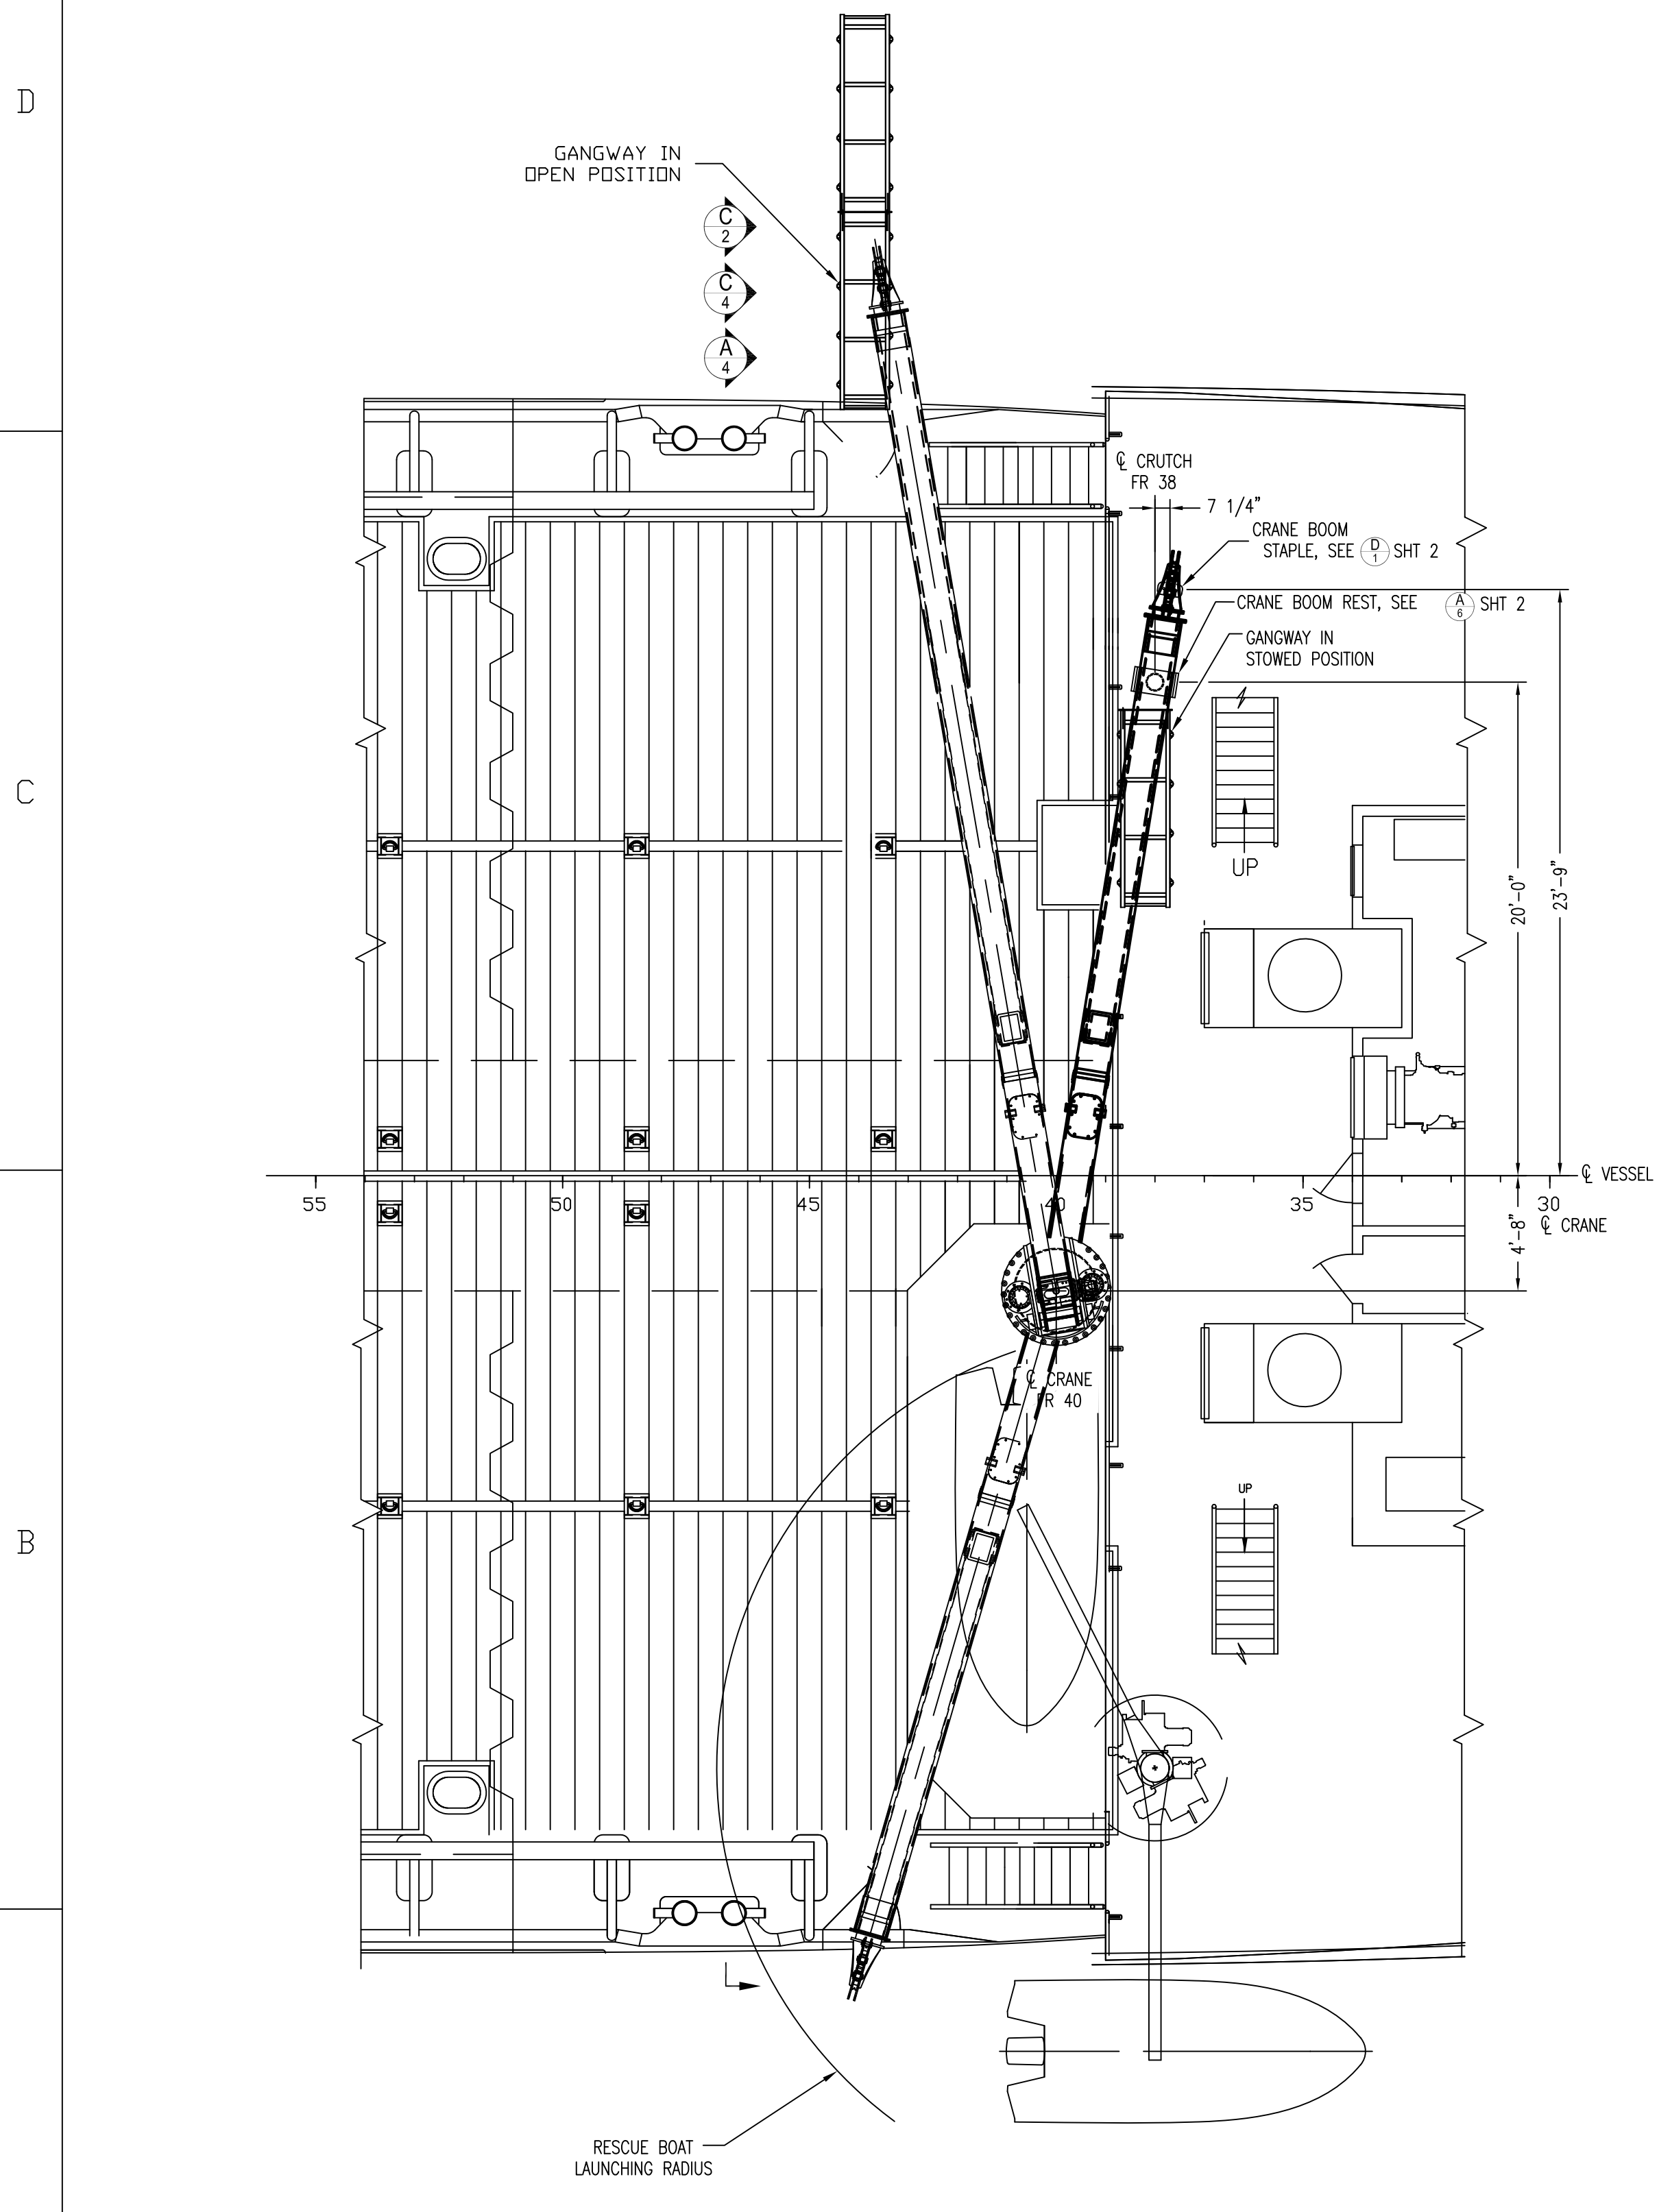 D
GANGWAY IN
OPEN POSITION
C
2
C
4
A
4
℄ CRUTCH
FR 38
7 1/4"
CRANE BOOM
STAPLE, SEE D/1 SHT 2
CRANE BOOM REST, SEE A/6 SHT 2
GANGWAY IN
STOWED POSITION
C
UP
20'-0"
23'-9"
℄ VESSEL
55 50 45 40 35 30
℄ CRANE
4'-8"
℄ CRANE
FR 40
UP
B
RESCUE BOAT
LAUNCHING RADIUS